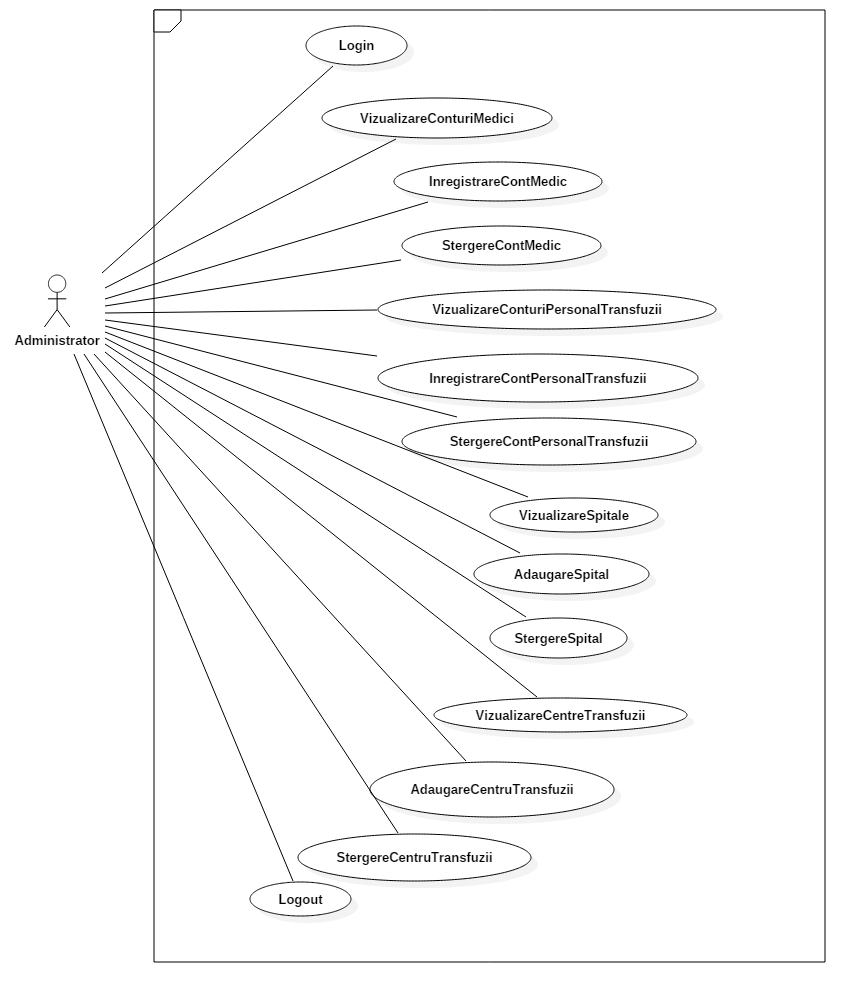 Login
VizualizareConturiMedici
InregistrareContMedic
StergereContMedic
VizualizareConturiPersonalTransfuzii
Administrator
InregistrareContPersonalTransfuzii
StergereContPersonalTransfuzii
VizualizareSpitale
AdaugareSpital
StergereSpital
VizualizareCentreTransfuzii
AdaugareCentruTransfuzii
StergereCentruTransfuzii
Logout